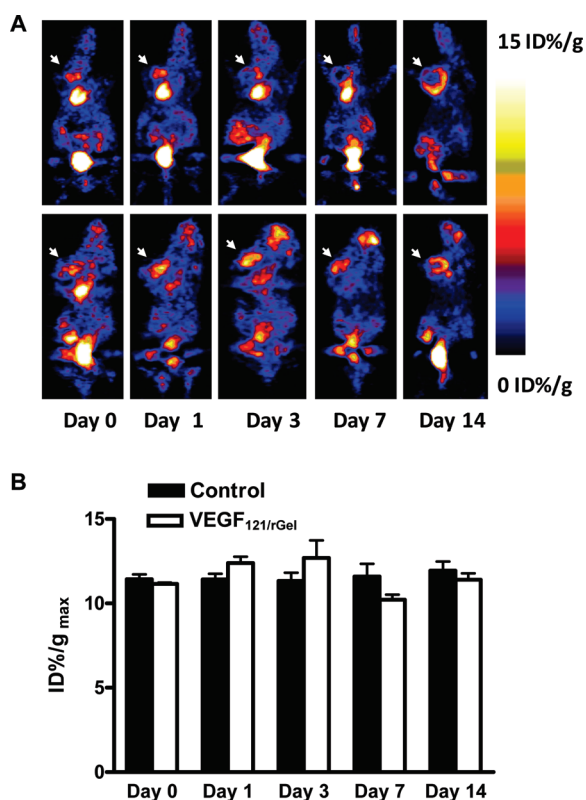 A
15 ID%/g
0 ID%/g
Day 0 Day 1 Day 3 Day 7 Day 14
B
Control
VEGF121/rGel
ID%/g max
15
10
5
0
Day 0 Day 1 Day 3 Day 7 Day 14